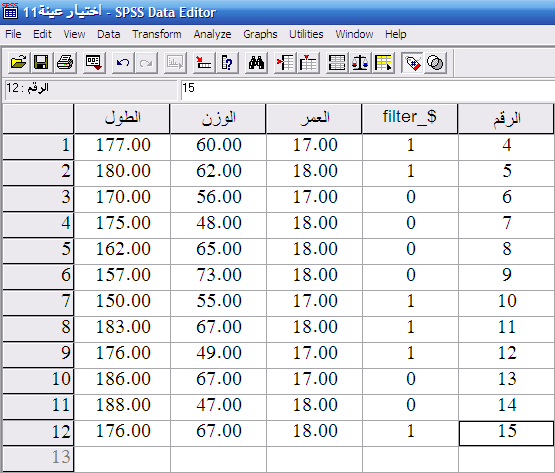 اختيار عينة11 - SPSS Data Editor
File Edit View Data Transform Analyze Graphs Utilities Window Help
12 : الرقم 15
الطول الوزن العمر filter_$ الرقم
1 177.00 60.00 17.00 1 4
2 180.00 62.00 18.00 1 5
3 170.00 56.00 17.00 0 6
4 175.00 48.00 18.00 0 7
5 162.00 65.00 18.00 0 8
6 157.00 73.00 18.00 0 9
7 150.00 55.00 17.00 1 10
8 183.00 67.00 18.00 1 11
9 176.00 49.00 17.00 1 12
10 186.00 67.00 17.00 0 13
11 188.00 47.00 18.00 0 14
12 176.00 67.00 18.00 1 15
13